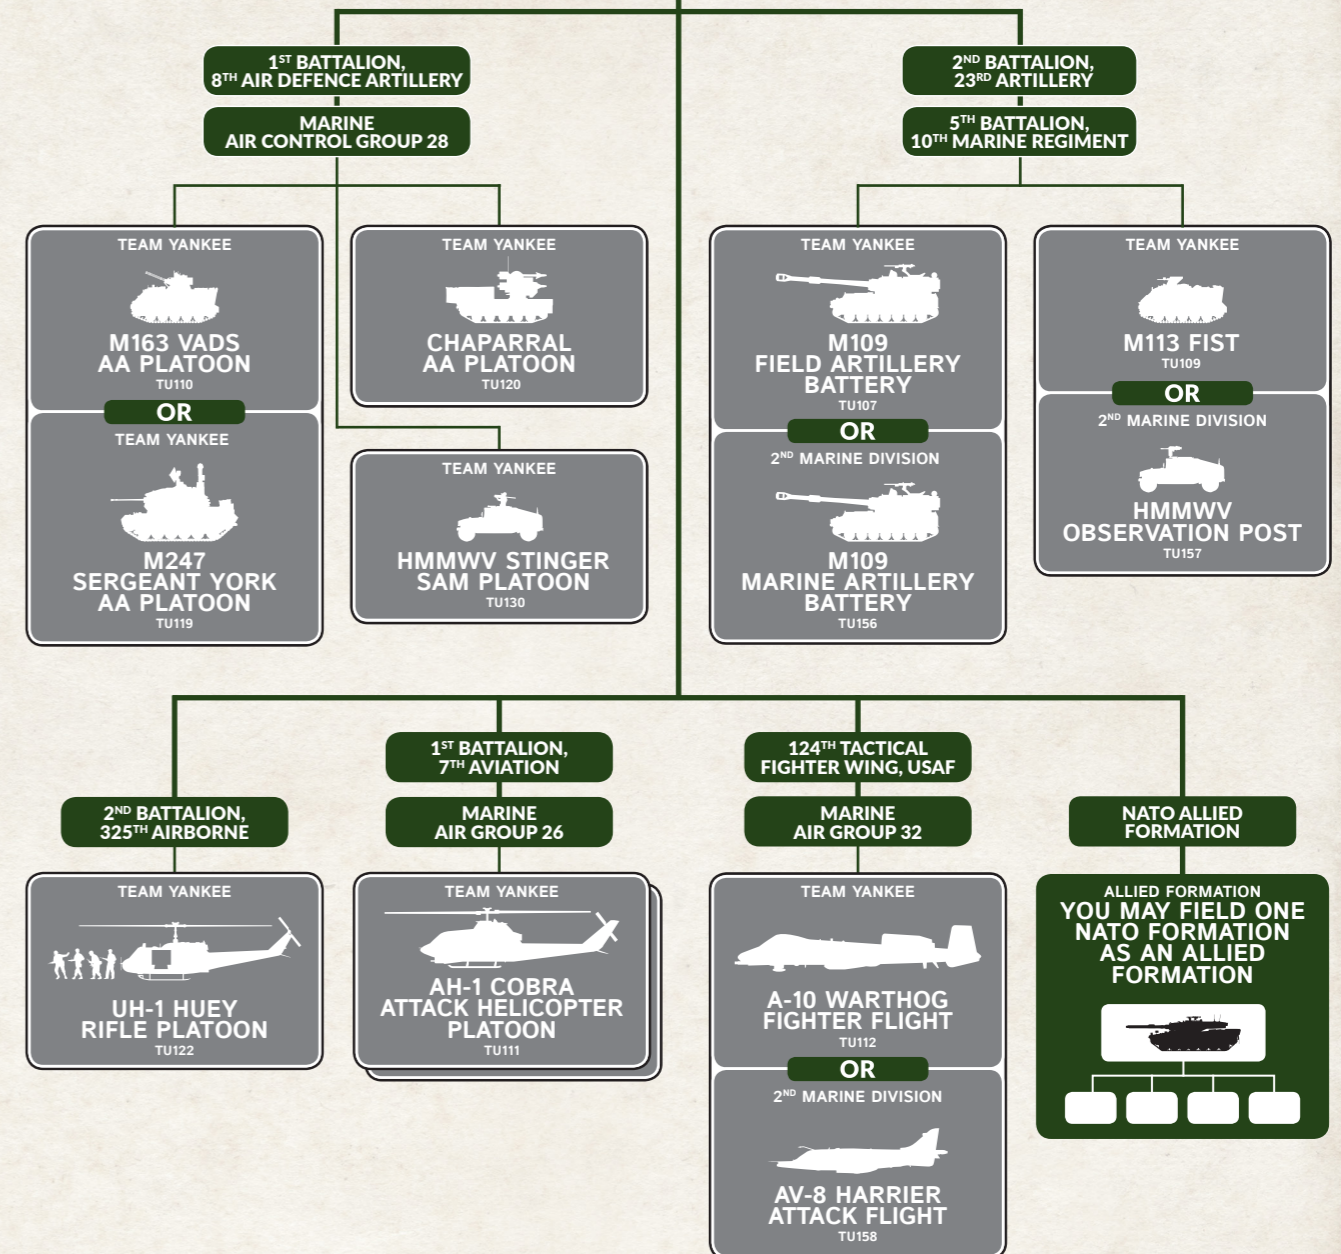 1ST BATTALION,
8TH AIR DEFENCE ARTILLERY
MARINE
AIR CONTROL GROUP 28
TEAM YANKEE
M163 VADS
AA PLATOON
TU110
OR
TEAM YANKEE
M247
SERGEANT YORK
AA PLATOON
TU119
TEAM YANKEE
CHAPARRAL
AA PLATOON
TU120
TEAM YANKEE
HMMWV STINGER
SAM PLATOON
TU130
2ND BATTALION,
23RD ARTILLERY
5TH BATTALION,
10TH MARINE REGIMENT
TEAM YANKEE
M109
FIELD ARTILLERY
BATTERY
TU107
OR
2ND MARINE DIVISION
M109
MARINE ARTILLERY
BATTERY
TU156
TEAM YANKEE
M113 FIST
TU109
OR
2ND MARINE DIVISION
HMMWV
OBSERVATION POST
TU157
2ND BATTALION,
325TH AIRBORNE
TEAM YANKEE
UH-1 HUEY
RIFLE PLATOON
TU122
1ST BATTALION,
7TH AVIATION
MARINE
AIR GROUP 26
TEAM YANKEE
AH-1 COBRA
ATTACK HELICOPTER
PLATOON
TU111
124TH TACTICAL
FIGHTER WING, USAF
MARINE
AIR GROUP 32
TEAM YANKEE
A-10 WARTHOG
FIGHTER FLIGHT
TU112
OR
2ND MARINE DIVISION
AV-8 HARRIER
ATTACK FLIGHT
TU158
NATO ALLIED
FORMATION
ALLIED FORMATION
YOU MAY FIELD ONE
NATO FORMATION
AS AN ALLIED
FORMATION